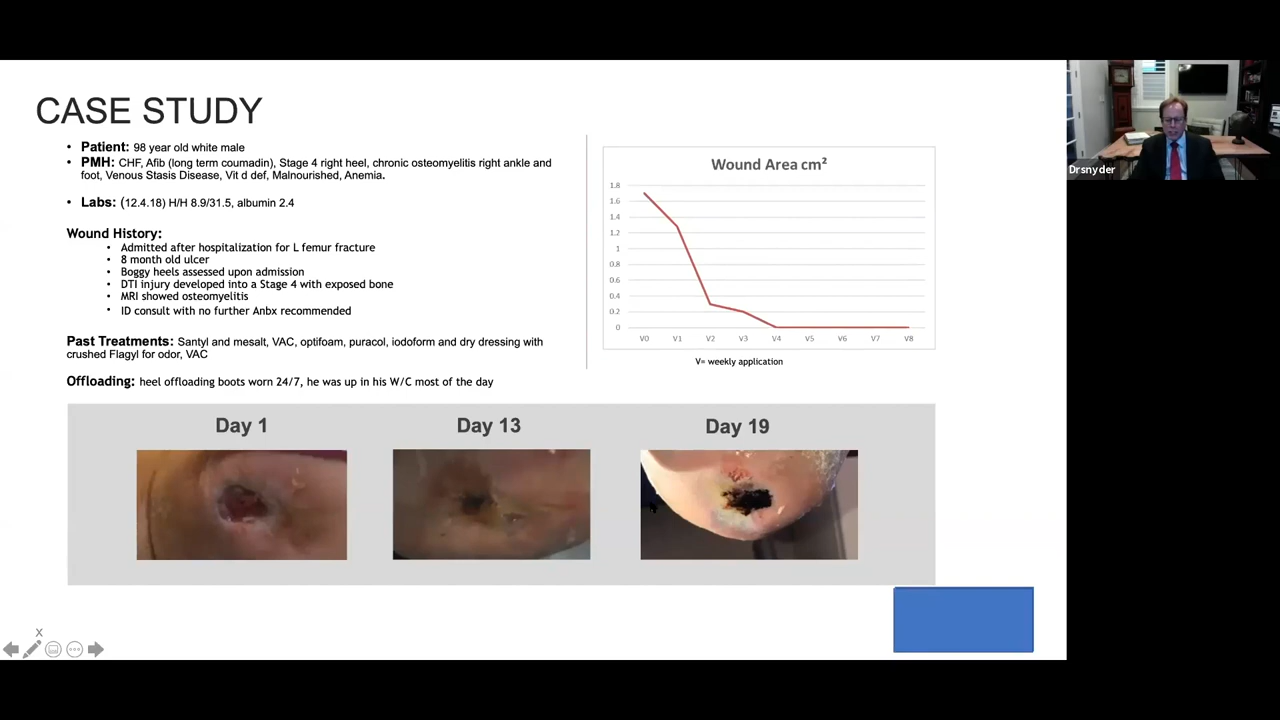 CASE STUDY
• Patient: 98 year old white male
• PMH: CHF, Afib (long term coumadin), Stage 4 right heel, chronic osteomyelitis right ankle and
foot, Venous Stasis Disease, Vit d def, Malnourished, Anemia.
• Labs: (12.4.18) H/H 8.9/31.5, albumin 2.4
Wound History:
• Admitted after hospitalization for L femur fracture
• 8 month old ulcer
• Boggy heels assessed upon admission
• DTI injury developed into a Stage 4 with exposed bone
• MRI showed osteomyelitis
• ID consult with no further Anbx recommended
Past Treatments: Santyl and mesalt, VAC, optifoam, puracol, iodoform and dry dressing with
crushed Flagyl for odor, VAC
Offloading: heel offloading boots worn 24/7, he was up in his W/C most of the day
Wound Area cm²
1.8
1.6
1.4
1.2
1
0.8
0.6
0.4
0.2
0
V0 V1 V2 V3 V4 V5 V6 V7 V8
V= weekly application
Day 1 Day 13 Day 19
Drsnyder
X